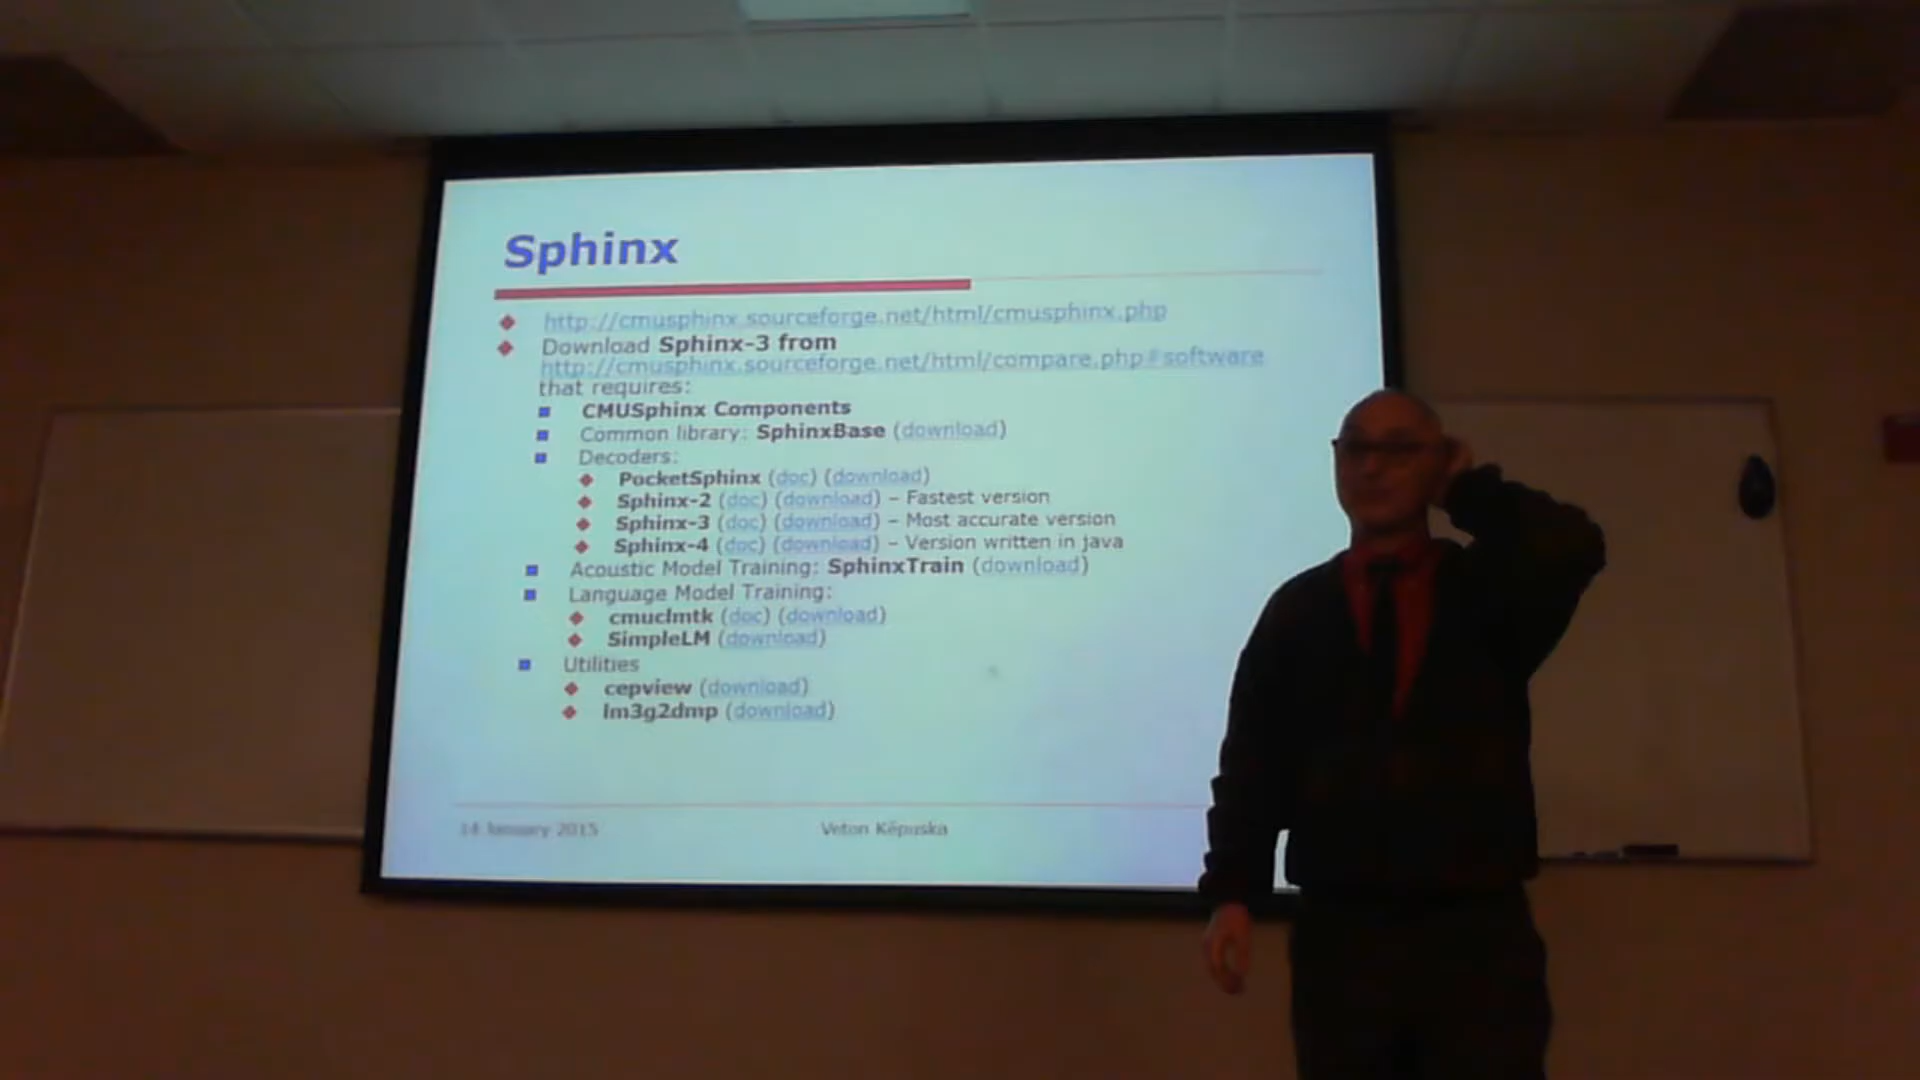 Sphinx
http://cmusphinx.sourceforge.net/html/cmusphinx.php
Download Sphinx-3 from
http://cmusphinx.sourceforge.net/html/compare.php#software
that requires:
CMUSphinx Components
Common library: SphinxBase (download)
Decoders:
PocketSphinx (doc) (download)
Sphinx-2 (doc) (download) – Fastest version
Sphinx-3 (doc) (download) – Most accurate version
Sphinx-4 (doc) (download) – Version written in java
Acoustic Model Training: SphinxTrain (download)
Language Model Training:
cmuclmtk (doc) (download)
SimpleLM (download)
Utilities
cepview (download)
lm3g2dmp (download)
14 January 2015
Veton Këpuska